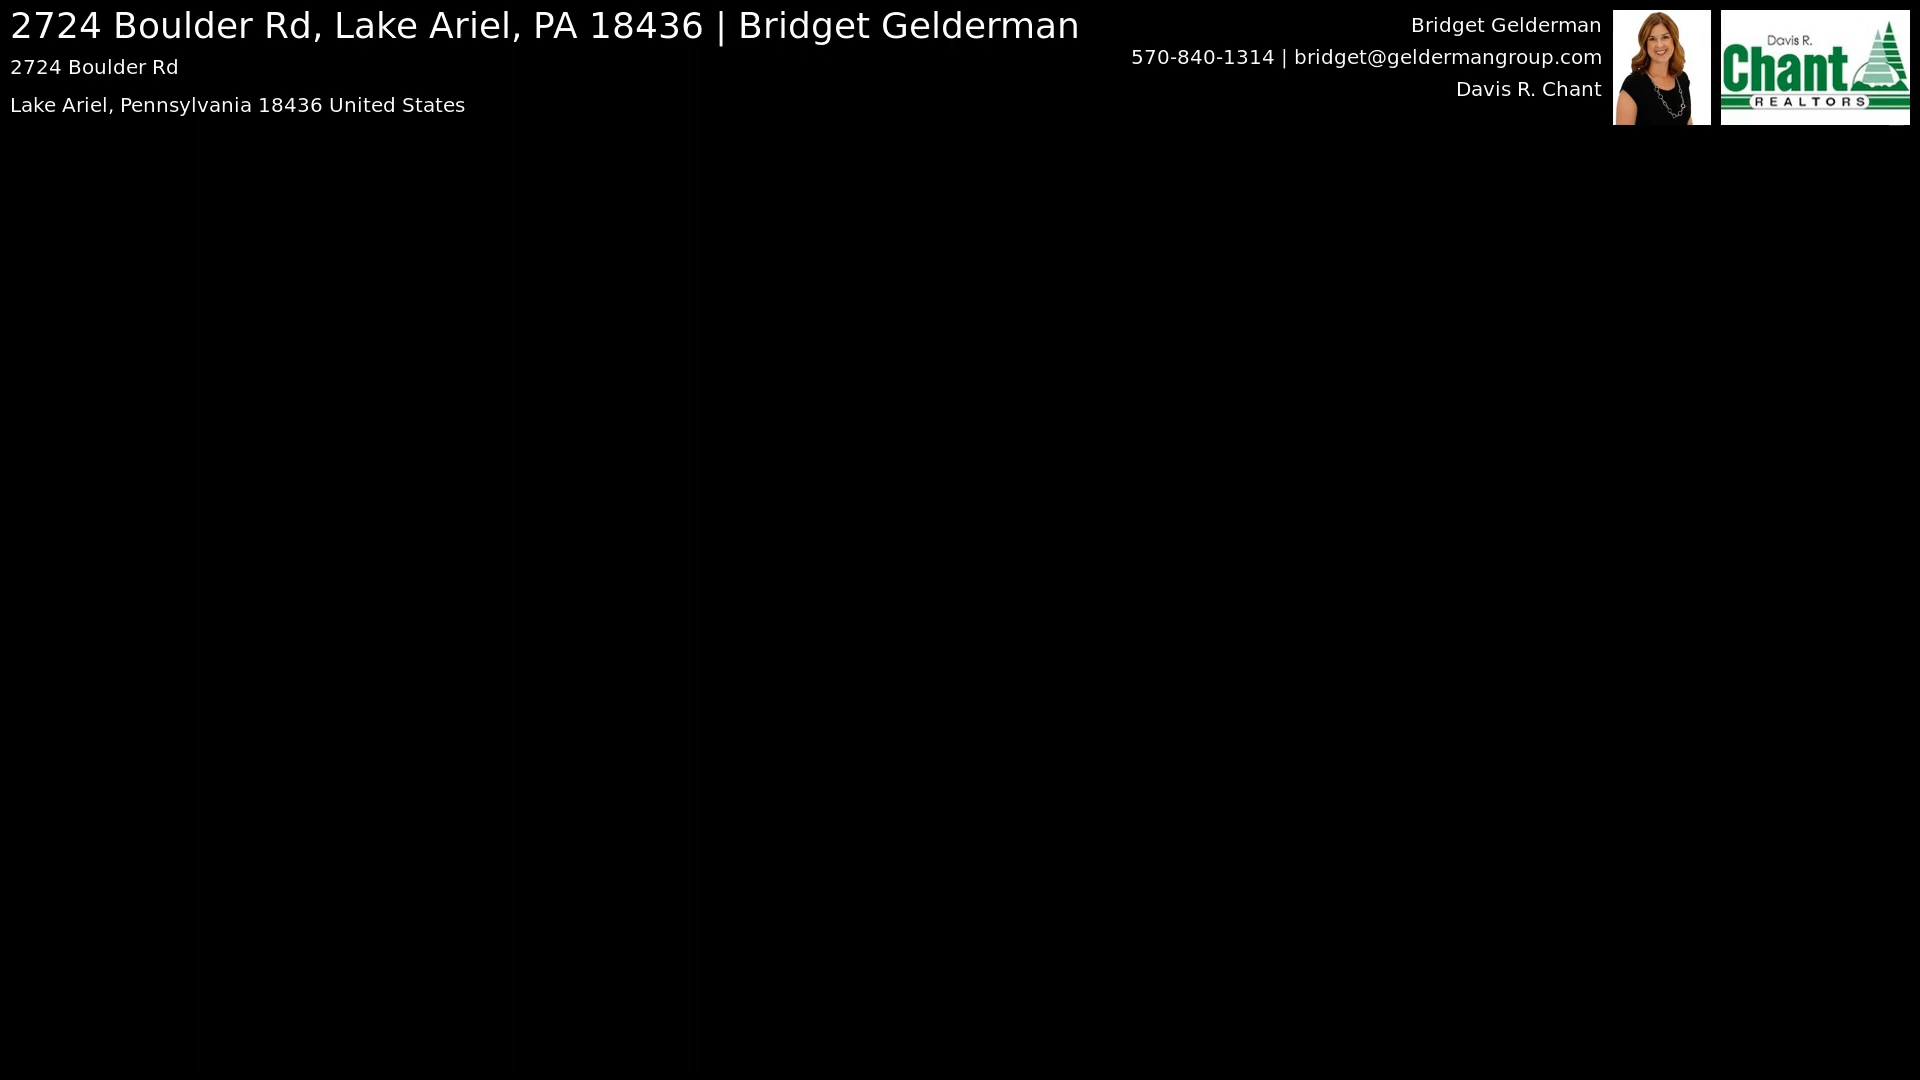 2724 Boulder Rd, Lake Ariel, PA 18436 | Bridget Gelderman
2724 Boulder Rd
Lake Ariel, Pennsylvania 18436 United States
Bridget Gelderman
570-840-1314 | bridget@geldermangroup.com
Davis R. Chant
Davis R.
Chant
REALTORS